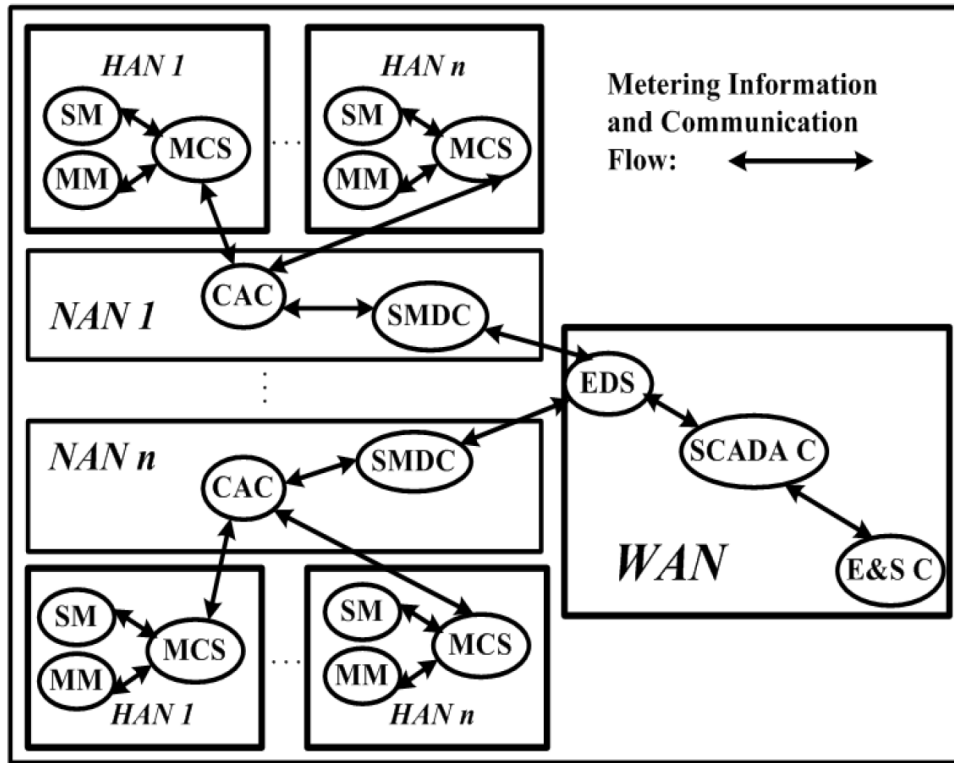 HAN 1
SM
MM
MCS
HAN n
SM
MM
MCS
Metering Information
and Communication
Flow:
NAN 1
CAC
SMDC
NAN n
CAC
SMDC
EDS
SCADA C
E&S C
WAN
SM
MM
MCS
HAN 1
SM
MM
MCS
HAN n